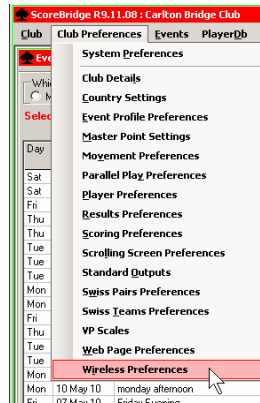 ScoreBridge R9.11.08 : Carlton Bridge Club
Club Club Preferences Events PlayerDb
Eve
System Preferences
Whi
Club Details
Country Settings
Selec
Event Profile Preferences
Master Point Settings
Day
Movement Preferences
Parallel Play Preferences
Sat
Player Preferences
Sat
Fri
Results Preferences
Thu
Scoring Preferences
Thu
Tue
Scrolling Screen Preferences
Tue
Standard Outputs
Mon
Swiss Pairs Preferences
Mon
Fri
Swiss Teams Preferences
Thu
VP Scales
Tue
Web Page Preferences
Tue
Mon
Wireless Preferences
Mon 10 May 10 monday afternoon
Fri 07 May 10 Friday Evening